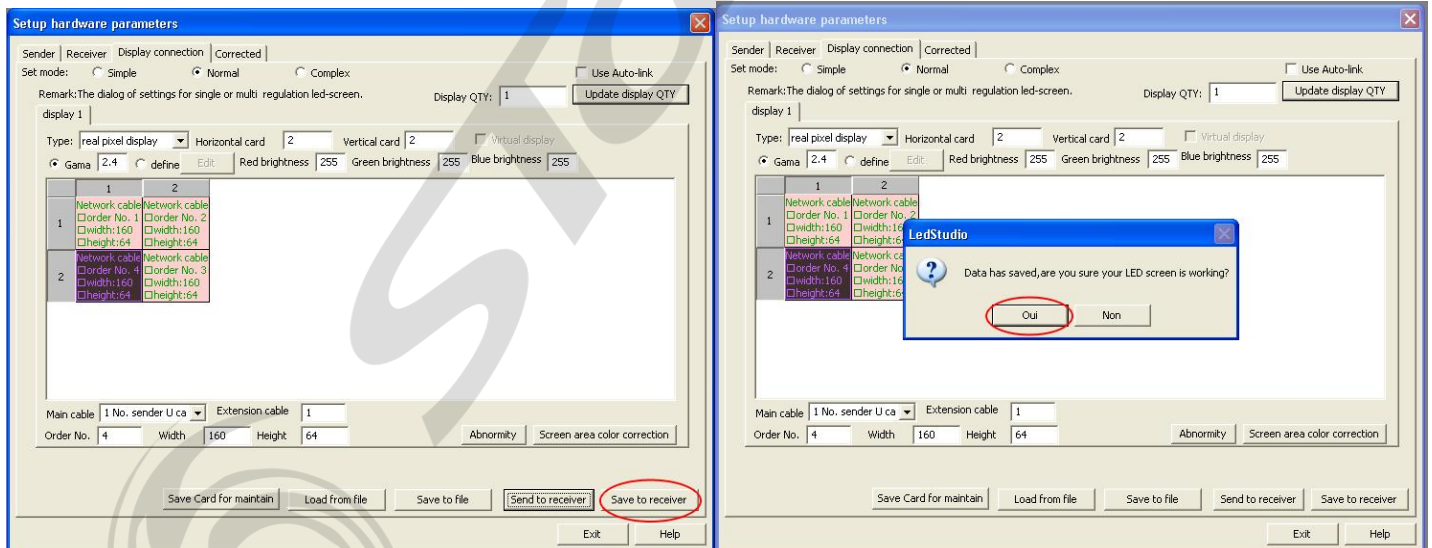 Setup hardware parameters
Sender Receiver Display connection Corrected
Set mode: Simple Normal Complex Use Auto-link
Remark:The dialog of settings for single or multi regulation led-screen. Display QTY: 1 Update display QTY
display 1
Type: real pixel display Horizontal card 2 Vertical card 2 Virtual display
Gama 2.4 define Edit Red brightness 255 Green brightness 255 Blue brightness 255
1 2
Network cable Network cable
1 order No. 1 order No. 2
width:160 width:160
height:64 height:64
Network cable Network cable
2 order No. 4 order No. 3
width:160 width:160
height:64 height:64
Main cable 1 No. sender U ca Extension cable 1
Order No. 4 Width 160 Height 64 Abnormity Screen area color correction
Save Card for maintain Load from file Save to file Send to receiver Save to receiver
Exit Help
Setup hardware parameters
Sender Receiver Display connection Corrected
Set mode: Simple Normal Complex Use Auto-link
Remark:The dialog of settings for single or multi regulation led-screen. Display QTY: 1 Update display QTY
display 1
Type: real pixel display Horizontal card 2 Vertical card 2 Virtual display
Gama 2.4 define Edit Red brightness 255 Green brightness 255 Blue brightness 255
1 2
Network cable Network cable
1 order No. 1 order No. 2
width:160 width:16
height:64 height:6
Network cable Network ca
2 order No. 4 order No
width:160 width:16
height:64 height:6
LedStudio
Data has saved,are you sure your LED screen is working?
Oui Non
Main cable 1 No. sender U ca Extension cable 1
Order No. 4 Width 160 Height 64 Abnormity Screen area color correction
Save Card for maintain Load from file Save to file Send to receiver Save to receiver
Exit Help